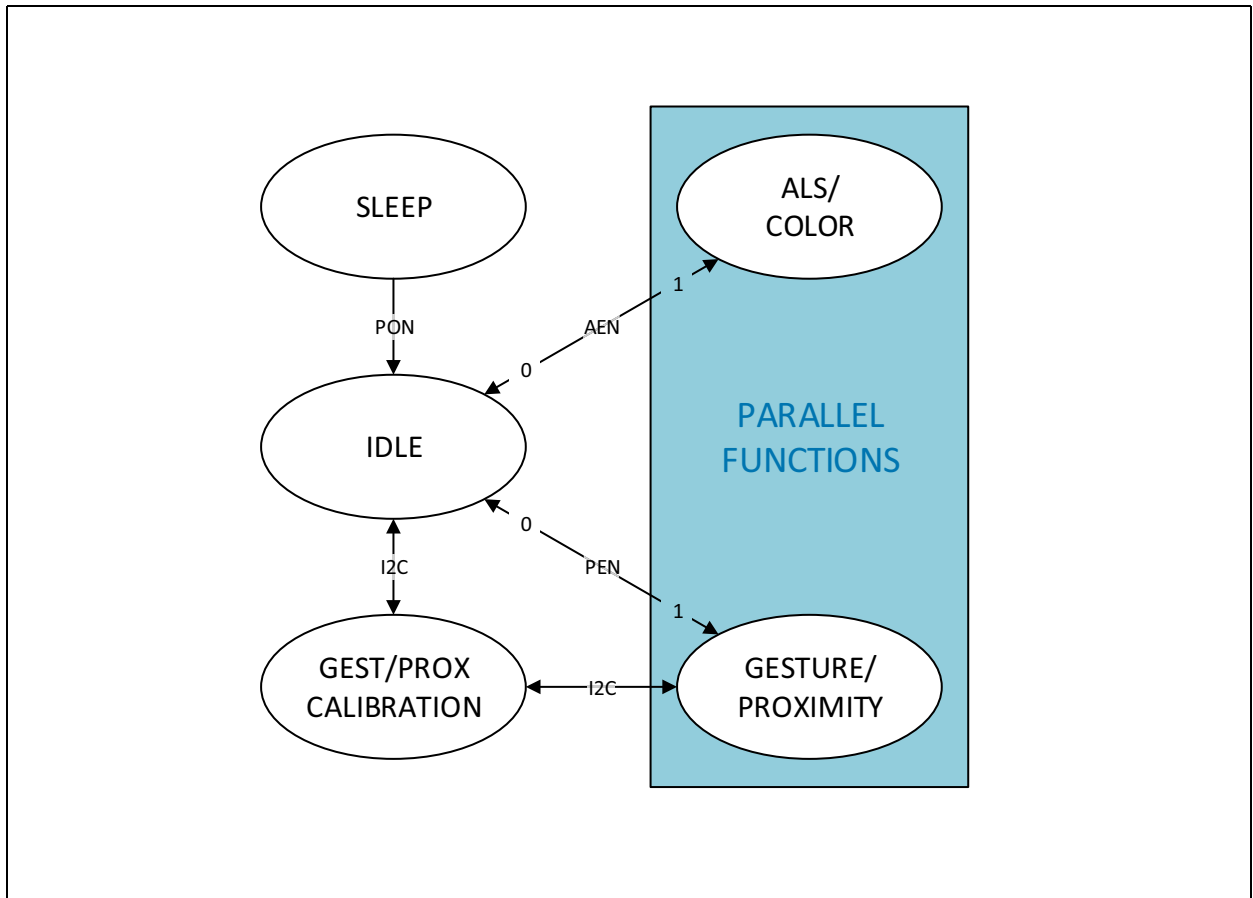 SLEEP
ALS/
COLOR
1
PON
AEN
0
IDLE
PARALLEL
FUNCTIONS
0
I2C
PEN
1
GEST/PROX
CALIBRATION
I2C
GESTURE/
PROXIMITY